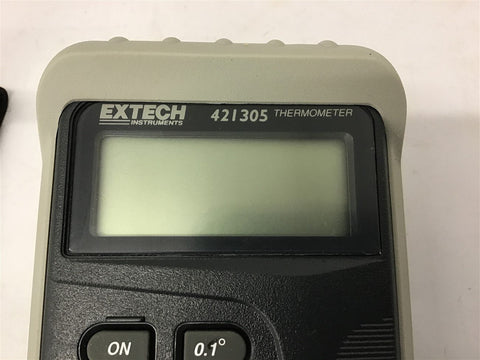 EXTECH 421305 THERMOMETER
INSTRUMENTS
ON 0.1°